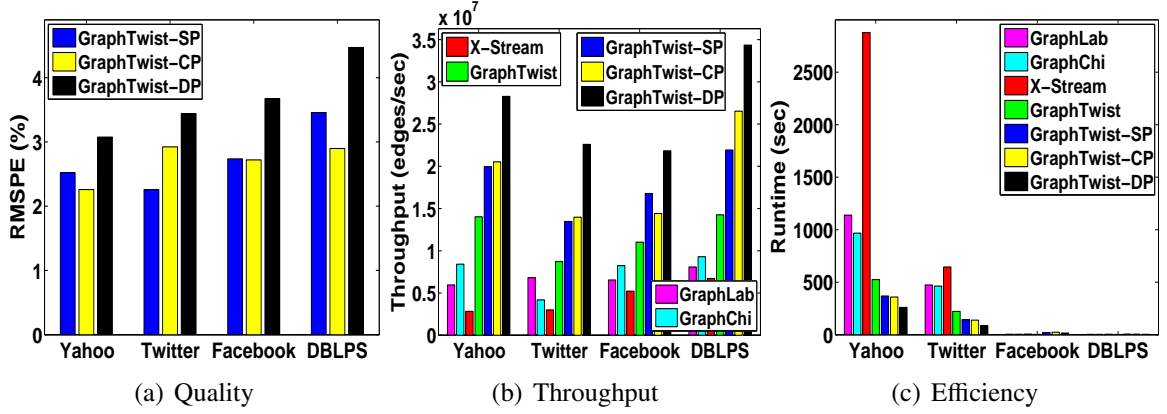 GraphTwist-SP
GraphTwist-CP
GraphTwist-DP
RMSPE (%)
4
3
2
1
0
Yahoo Twitter Facebook DBLPS
(a) Quality
x 10^7
X-Stream
GraphTwist
GraphTwist-SP
GraphTwist-CP
GraphTwist-DP
GraphLab
GraphChi
Throughput (edges/sec)
3.5
3
2.5
2
1.5
1
0.5
0
Yahoo Twitter Facebook DBLPS
(b) Throughput
GraphLab
GraphChi
X-Stream
GraphTwist
GraphTwist-SP
GraphTwist-CP
GraphTwist-DP
Runtime (sec)
2500
2000
1500
1000
500
0
Yahoo Twitter Facebook DBLPS
(c) Efficiency